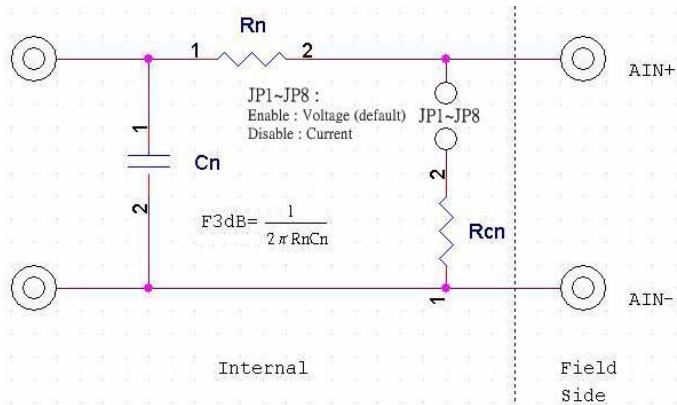 Rn
1
2
AIN+
JP1~JP8 :
Enable : Voltage (default)
Disable : Current
JP1~JP8
1
Cn
2
2
F3dB= 1
2 π RnCn
Rcn
1
AIN-
Internal
Field
Side